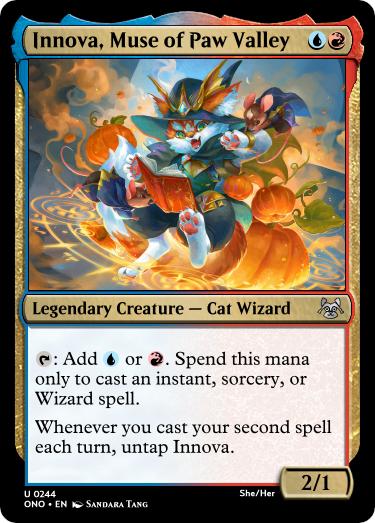 Innova, Muse of Paw Valley
Legendary Creature — Cat Wizard
: Add or . Spend this mana
only to cast an instant, sorcery, or
Wizard spell.
Whenever you cast your second spell
each turn, untap Innova.
2/1
U 0244
ONO • EN Sandara Tang
She/Her